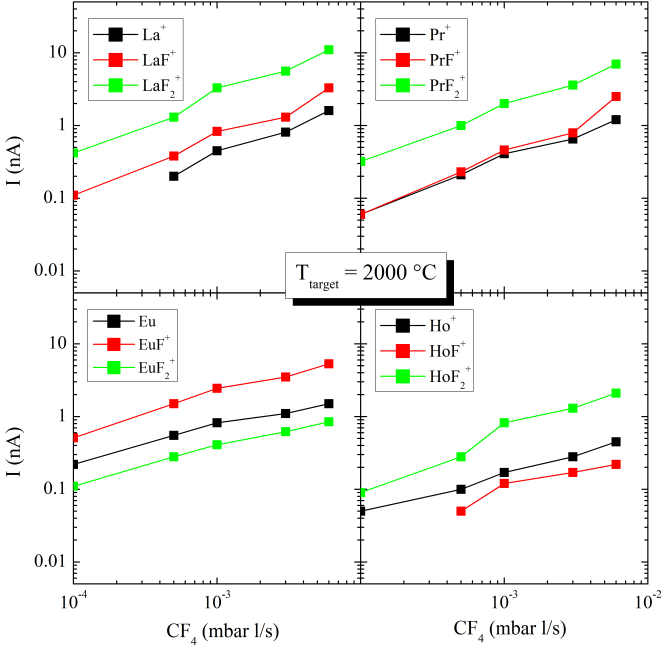 La⁺
LaF⁺
LaF₂⁺
Pr⁺
PrF⁺
PrF₂⁺
10
1
0.1
0.01
I (nA)
T_target = 2000 °C
Eu
EuF⁺
EuF₂⁺
Ho⁺
HoF⁺
HoF₂⁺
10
1
0.1
0.01
I (nA)
10⁻⁴ 10⁻³ 10⁻³ 10⁻²
CF₄ (mbar l/s) CF₄ (mbar l/s)